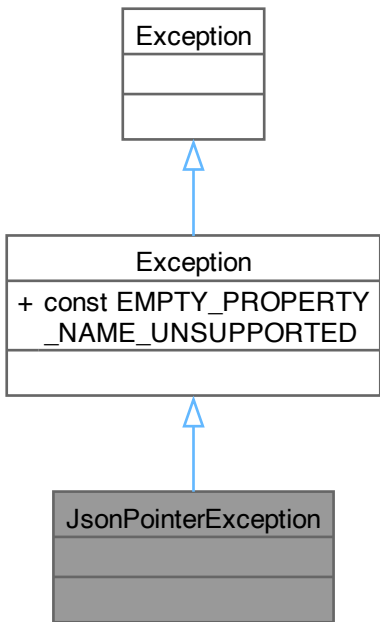 Exception
Exception
+ const EMPTY_PROPERTY
_NAME_UNSUPPORTED
JsonPointerException